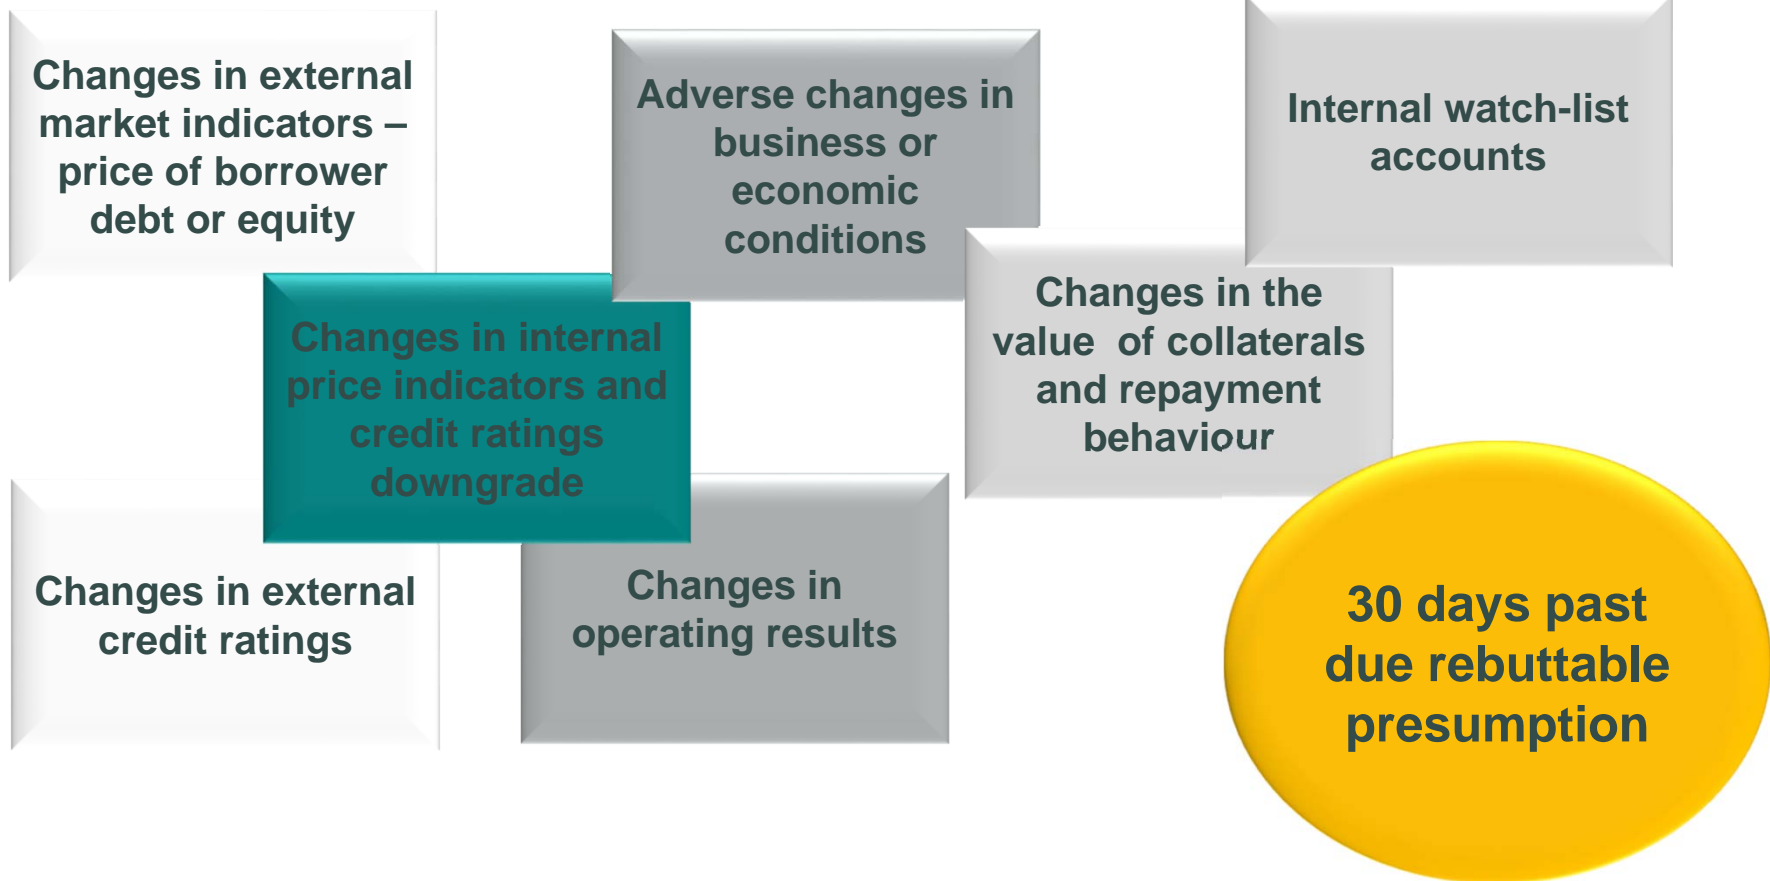 Changes in external
market indicators –
price of borrower
debt or equity
Adverse changes in
business or
economic
conditions
Internal watch-list
accounts
Changes in internal
price indicators and
credit ratings
downgrade
Changes in the
value of collaterals
and repayment
behaviour
Changes in external
credit ratings
Changes in
operating results
30 days past
due rebuttable
presumption